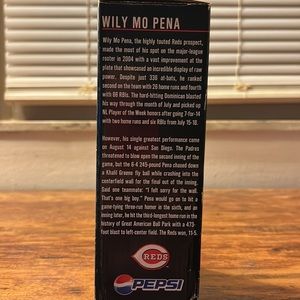 WILY MO PENA
Wily Mo Pena, the highly touted Reds prospect,
made the most of his spot on the major-league
roster in 2004 with a vast improvement at the
plate that showcased an incredible display of raw
power. Despite just 336 at-bats, he ranked
second on the team with 26 home runs and fourth
with 66 RBIs. The hard-hitting Dominican blasted
his way through the month of July and picked up
NL Player of the Week honors after going 7-for-14
with two home runs and six RBIs from July 15-18.
However, his single greatest performance came
on August 14 against San Diego. The Padres
threatened to blow open the second inning of the
game, but the 6-4 245-pound Pena chased down
a Khalil Greene fly ball while crashing into the
centerfield wall for the final out of the inning.
Said one teammate: "I felt sorry for the wall.
That's one big boy." Pena would go on to hit a
game-tying three-run homer in the sixth, and an
inning later, he hit the third-longest home run in the
history of Great American Ball Park with a 473-
foot blast to left-center field. The Reds won, 11-5.
REDS
PEPSI